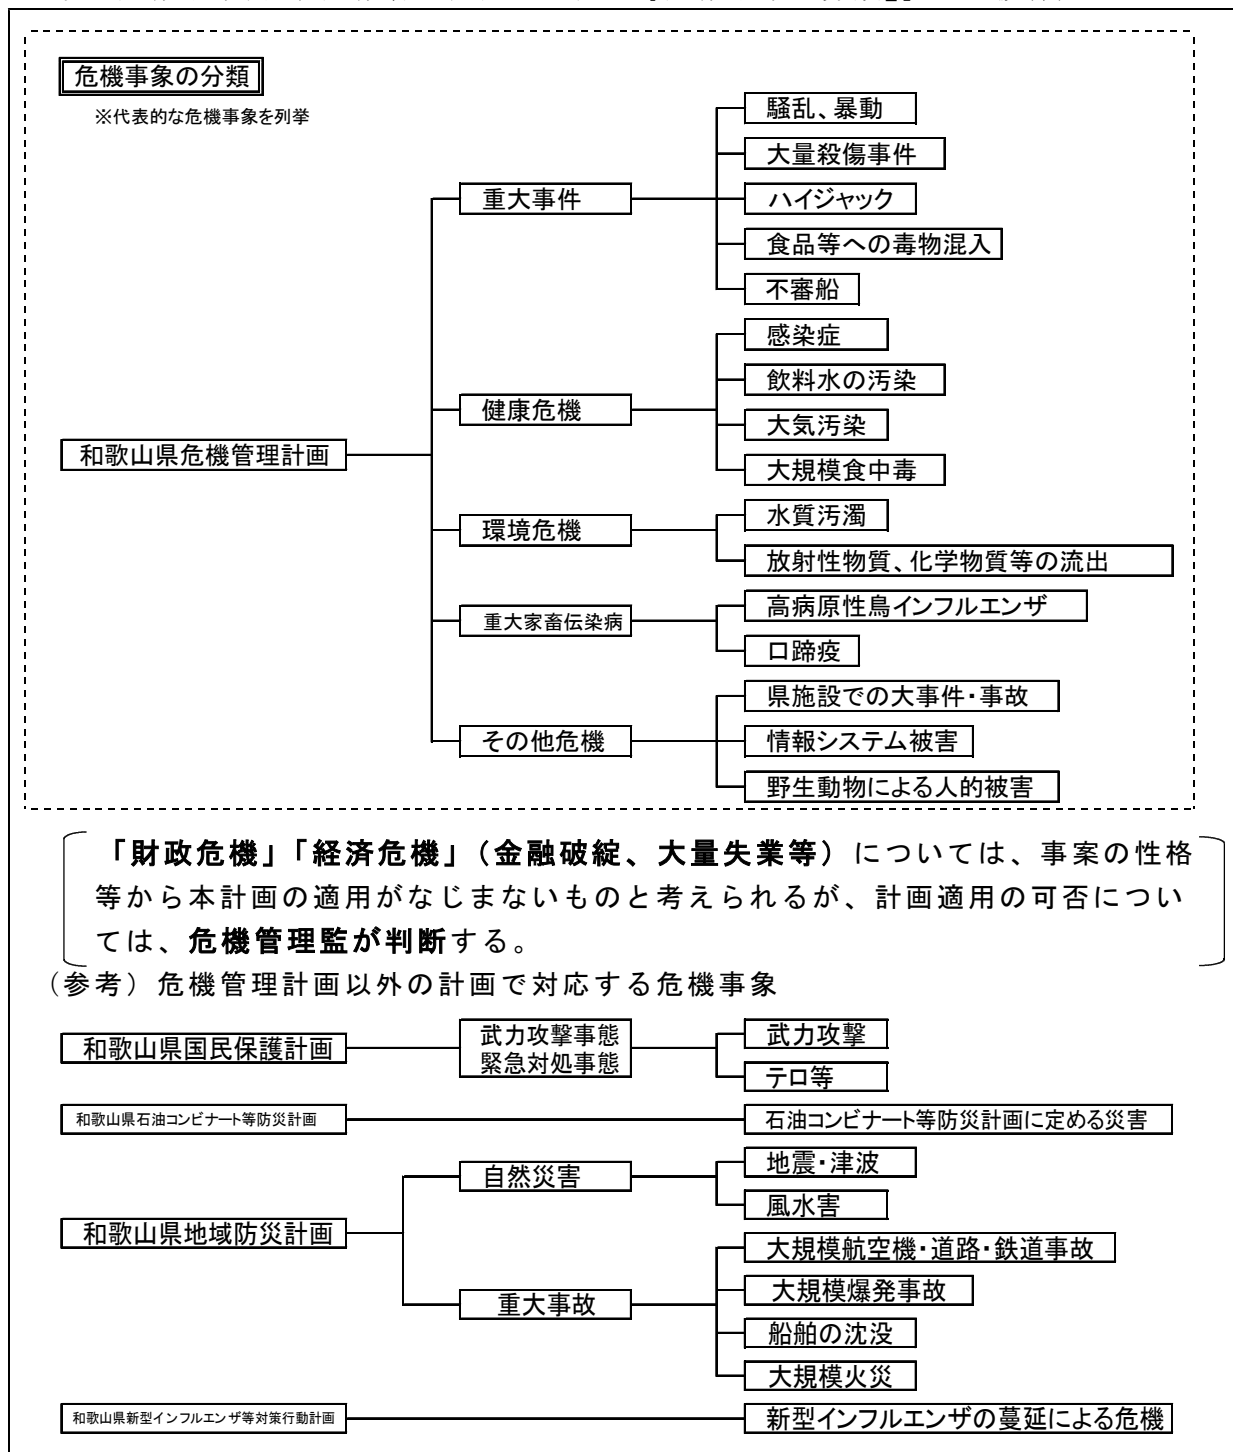 危機事象の分類
※代表的な危機事象を列挙
和歌山県危機管理計画
重大事件
騒乱、暴動
大量殺傷事件
ハイジャック
食品等への毒物混入
不審船
健康危機
感染症
飲料水の汚染
大気汚染
大規模食中毒
環境危機
水質汚濁
放射性物質、化学物質等の流出
重大家畜伝染病
高病原性鳥インフルエンザ
口蹄疫
その他危機
県施設での大事件・事故
情報システム被害
野生動物による人的被害
「財政危機」「経済危機」（金融破綻、大量失業等）については、事案の性格
等から本計画の適用がなじまないものと考えられるが、計画適用の可否につい
ては、危機管理監が判断する。
（参考）危機管理計画以外の計画で対応する危機事象
和歌山県国民保護計画
武力攻撃事態
緊急対処事態
武力攻撃
テロ等
和歌山県石油コンビナート等防災計画
石油コンビナート等防災計画に定める災害
和歌山県地域防災計画
自然災害
地震・津波
風水害
重大事故
大規模航空機・道路・鉄道事故
大規模爆発事故
船舶の沈没
大規模火災
和歌山県新型インフルエンザ等対策行動計画
新型インフルエンザの蔓延による危機